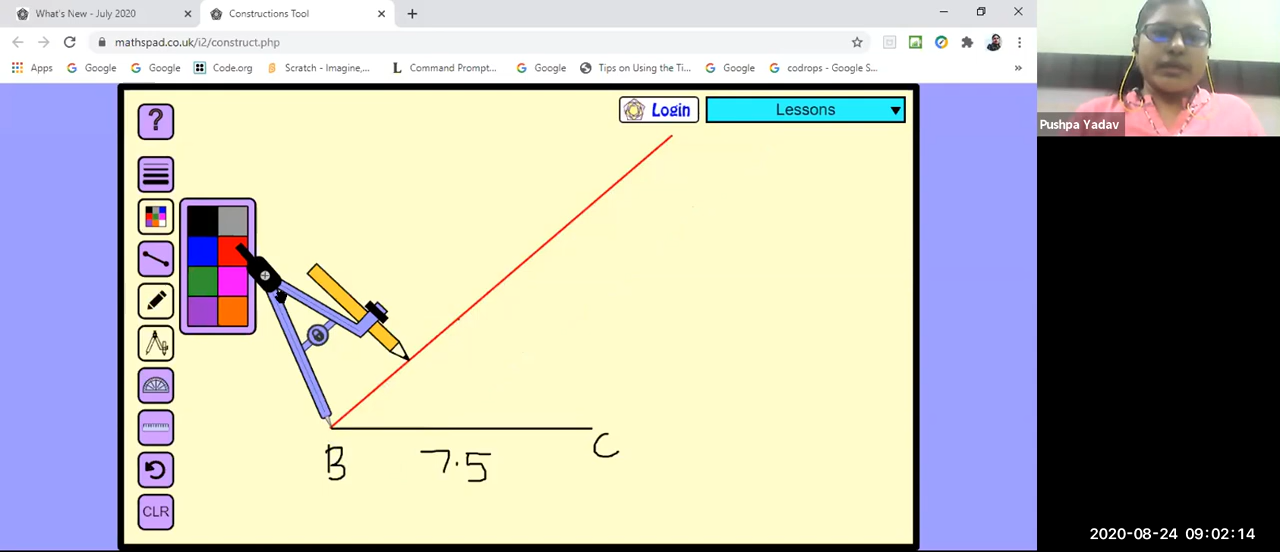 What's New - July 2020
Constructions Tool
mathspad.co.uk/i2/construct.php
Apps
Google
Google
Code.org
Scratch - Imagine,...
Command Prompt...
Google
Tips on Using the Ti...
Google
codrops - Google S...
»
Login
Lessons
Pushpa Yadav
?
CLR
B
7.5
C
2020-08-24 09:02:14